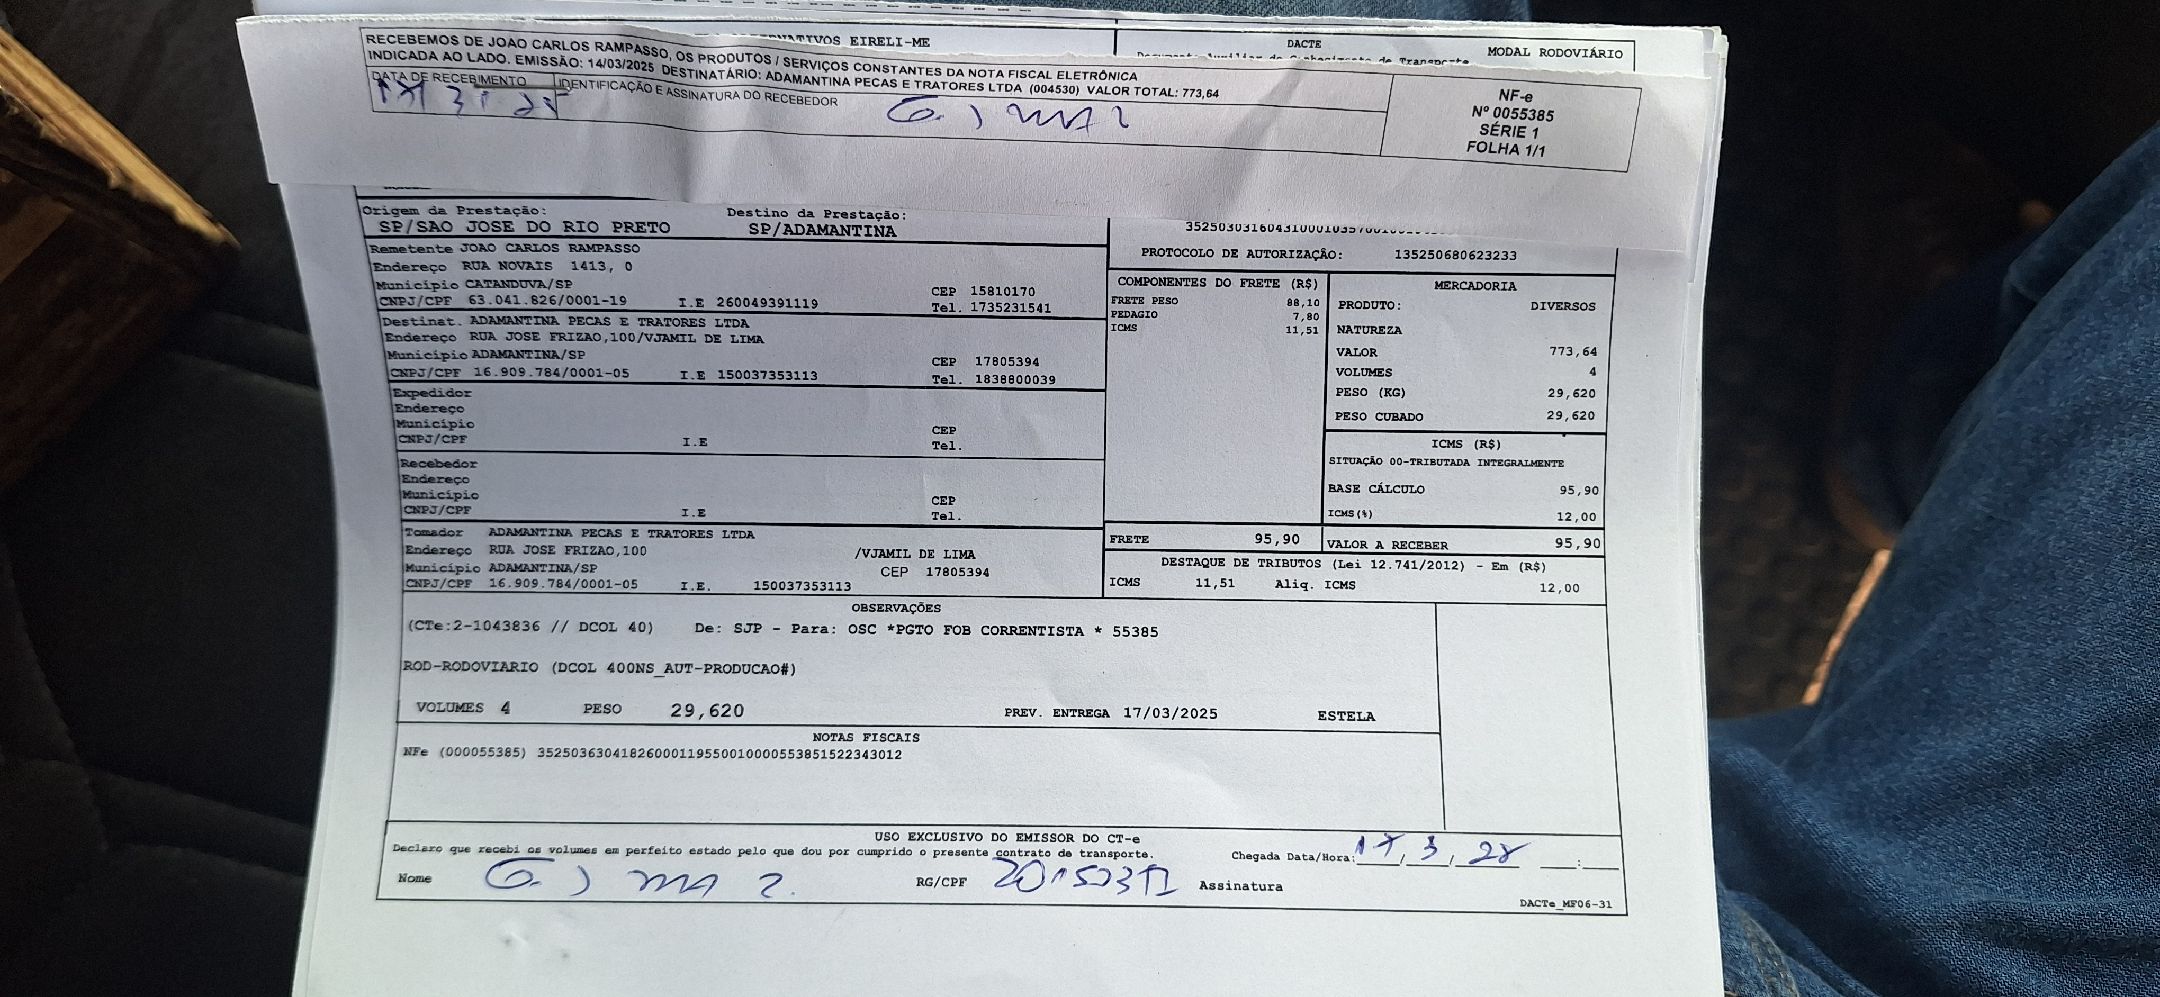 EIRELI-ME
DACTE
MODAL RODOVIÁRIO
RECEBEMOS DE JOAO CARLOS RAMPASSO, OS PRODUTOS / SERVIÇOS CONSTANTES DA NOTA FISCAL ELETRÔNICA
INDICADA AO LADO. EMISSÃO: 14/03/2025 DESTINATÁRIO: ADAMANTINA PECAS E TRATORES LTDA (004530) VALOR TOTAL: 773,64
DATA DE RECEBIMENTO IDENTIFICAÇÃO E ASSINATURA DO RECEBEDOR
NF-e
Nº 0055385
SÉRIE 1
FOLHA 1/1
Origem da Prestação: Destino da Prestação:
SP/SAO JOSE DO RIO PRETO SP/ADAMANTINA
Remetente JOAO CARLOS RAMPASSO
Endereço RUA NOVAIS 1413, 0
Município CATANDUVA/SP CEP 15810170
CNPJ/CPF 63.041.826/0001-19 I.E 260049391119 Tel. 1735231541
Destinat. ADAMANTINA PECAS E TRATORES LTDA
Endereço RUA JOSE FRIZAO,100/VJAMIL DE LIMA
Município ADAMANTINA/SP CEP 17805394
CNPJ/CPF 16.909.784/0001-05 I.E 150037353113 Tel. 1838800039
Expedidor
Endereço
Município CEP
CNPJ/CPF I.E Tel.
Recebedor
Endereço
Município CEP
CNPJ/CPF I.E Tel.
Tomador ADAMANTINA PECAS E TRATORES LTDA
Endereço RUA JOSE FRIZAO,100 /VJAMIL DE LIMA
Município ADAMANTINA/SP CEP 17805394
CNPJ/CPF 16.909.784/0001-05 I.E. 150037353113
PROTOCOLO DE AUTORIZAÇÃO: 135250680623233
COMPONENTES DO FRETE (R$)
FRETE PESO 88,10
PEDAGIO 7,80
ICMS 11,51
MERCADORIA
PRODUTO: DIVERSOS
NATUREZA
VALOR 773,64
VOLUMES 4
PESO (KG) 29,620
PESO CUBADO 29,620
ICMS (R$)
SITUAÇÃO 00-TRIBUTADA INTEGRALMENTE
BASE CÁLCULO 95,90
ICMS(%) 12,00
FRETE 95,90 VALOR A RECEBER 95,90
DESTAQUE DE TRIBUTOS (Lei 12.741/2012) - Em (R$)
ICMS 11,51 Aliq. ICMS 12,00
OBSERVAÇÕES
(CTe:2-1043836 // DCOL 40) De: SJP - Para: OSC *PGTO FOB CORRENTISTA * 55385
ROD-RODOVIARIO (DCOL 400NS_AUT-PRODUCAO#)
VOLUMES 4 PESO 29,620 PREV. ENTREGA 17/03/2025 ESTELA
NOTAS FISCAIS
NFe (000055385) 35250363041826000119550010000553851522343012
USO EXCLUSIVO DO EMISSOR DO CT-e
Declaro que recebi os volumes em perfeito estado pelo que dou por cumprido o presente contrato de transporte. Chegada Data/Hora:
Nome RG/CPF Assinatura
DACTe_MF06-31